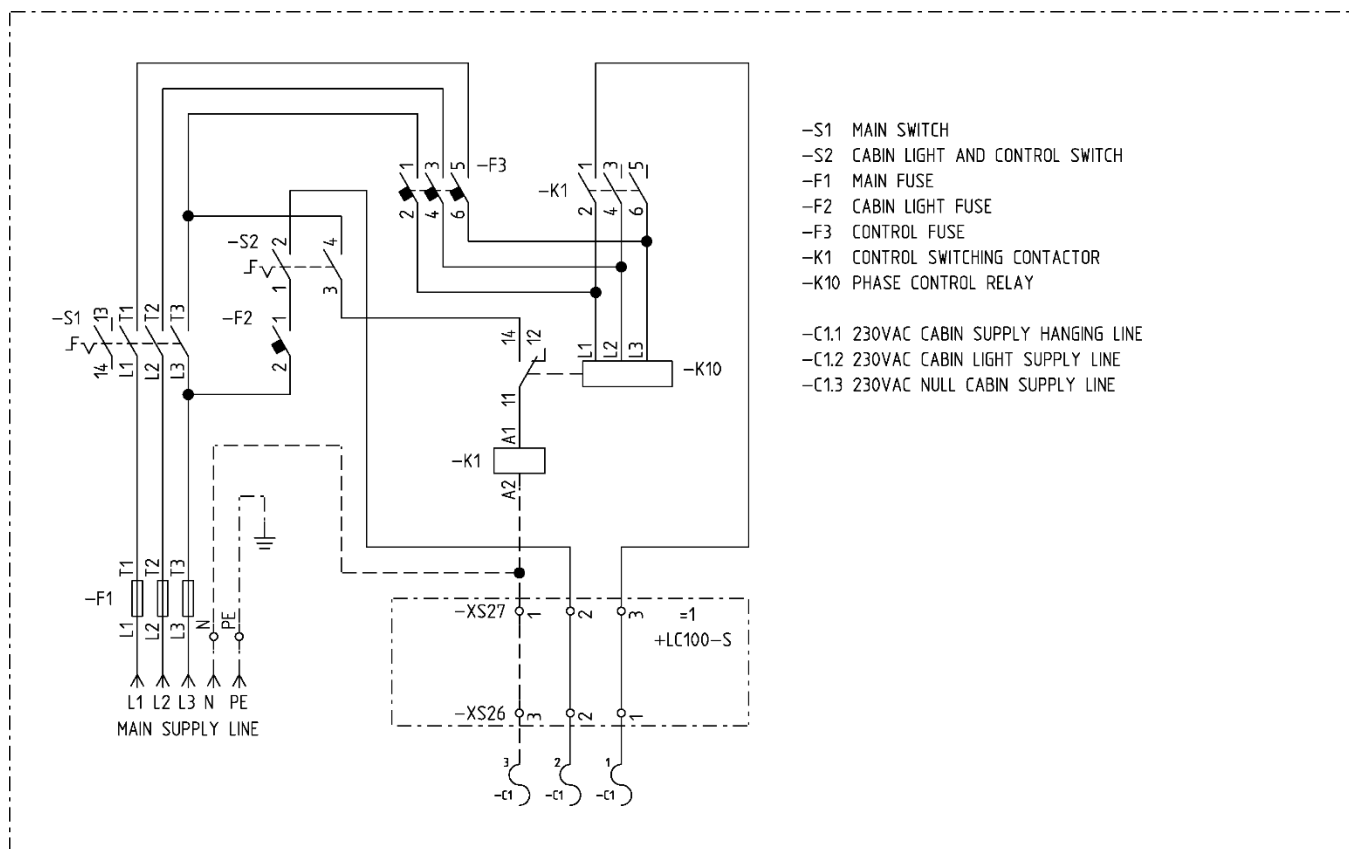 1 3 5 -F3
2 4 6
1 3 5
-K1
2 4 6
-S2 2 4
1 3
-S1 13 T1 T2 T3
14 L1 L2 L3
-F2 1
2
14 12
11
L1 L2 L3
-K10
A1
-K1
A2
T1 T2 T3
-F1
L1 L2 L3 N PE
L1 L2 L3 N PE
MAIN SUPPLY LINE
-XS27 1 2 3 =1
+LC100-S
-XS26 3 2 1
3 2 1
-C1 -C1 -C1
-S1 MAIN SWITCH
-S2 CABIN LIGHT AND CONTROL SWITCH
-F1 MAIN FUSE
-F2 CABIN LIGHT FUSE
-F3 CONTROL FUSE
-K1 CONTROL SWITCHING CONTACTOR
-K10 PHASE CONTROL RELAY
-C1.1 230VAC CABIN SUPPLY HANGING LINE
-C1.2 230VAC CABIN LIGHT SUPPLY LINE
-C1.3 230VAC NULL CABIN SUPPLY LINE